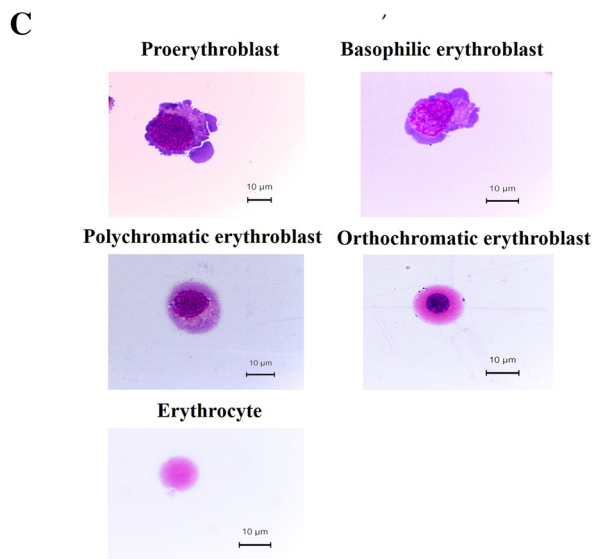 C
Proerythroblast
Basophilic erythroblast
10 µm
10 µm
Polychromatic erythroblast
Orthochromatic erythroblast
10 µm
10 µm
Erythrocyte
10 µm